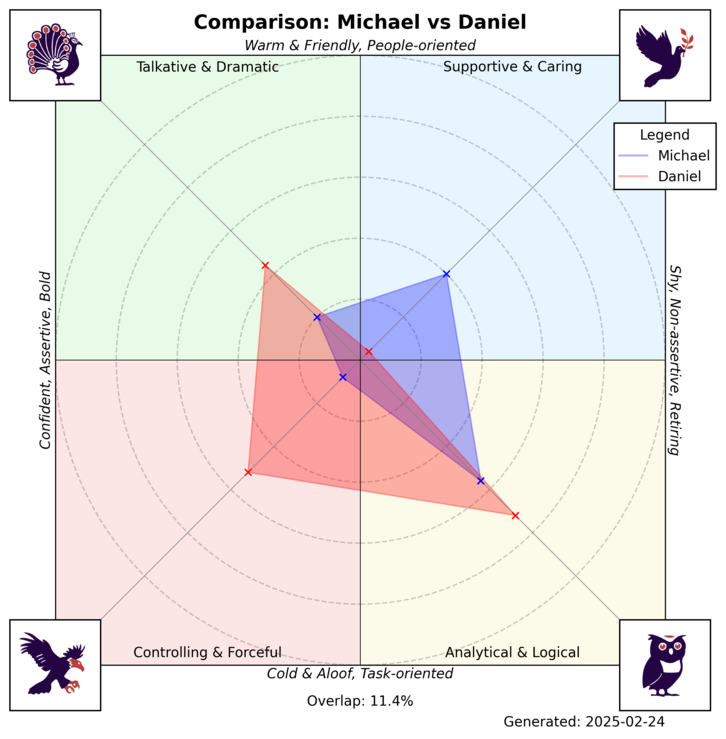 Comparison: Michael vs Daniel
Warm & Friendly, People-oriented
Talkative & Dramatic
Supportive & Caring
Legend
Michael
Daniel
Confident, Assertive, Bold
Shy, Non-assertive, Retiring
Controlling & Forceful
Analytical & Logical
Cold & Aloof, Task-oriented
Overlap: 11.4%
Generated: 2025-02-24